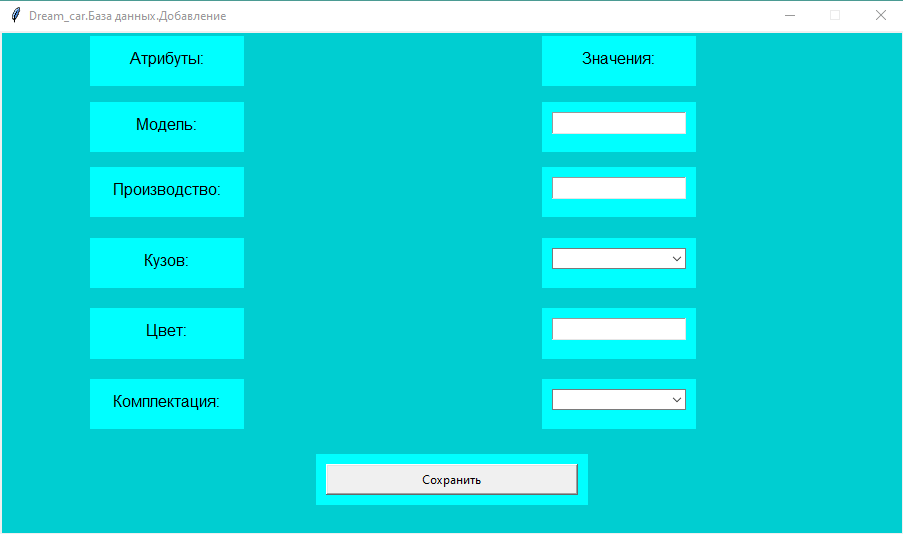 Dream_car.База данных.Добавление
Атрибуты:
Значения:
Модель:
Производство:
Кузов:
Цвет:
Комплектация:
Сохранить